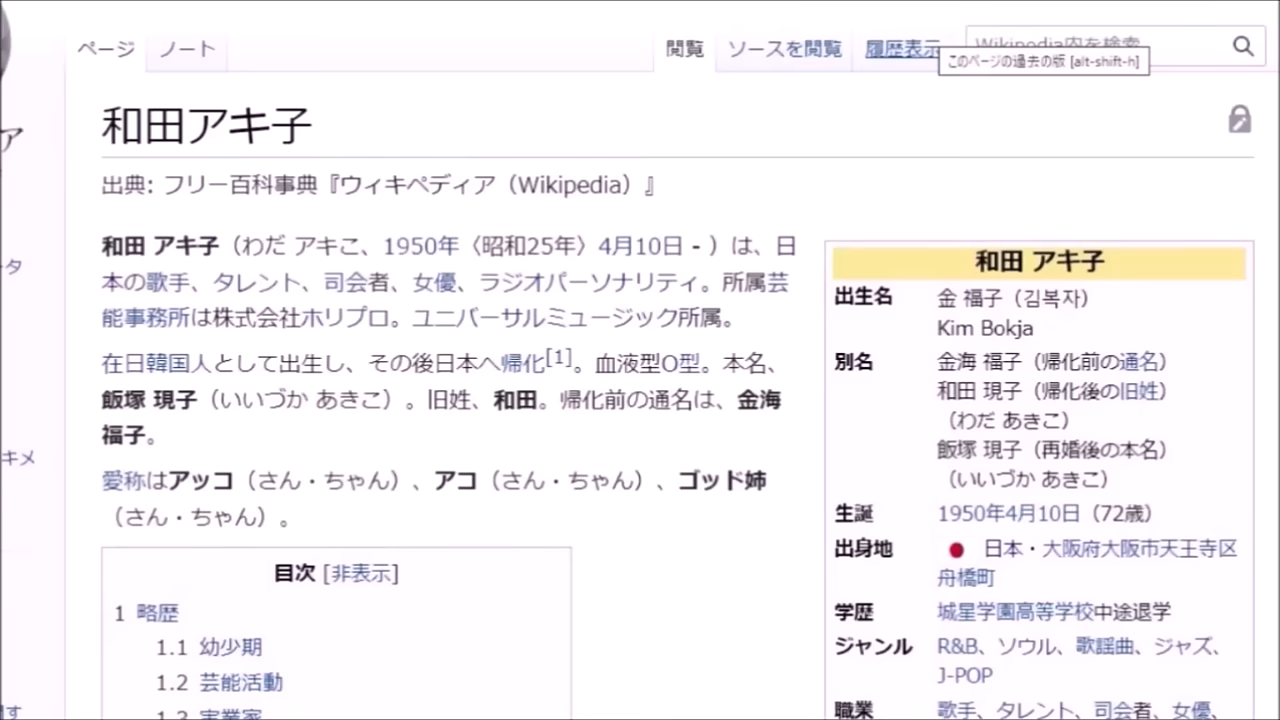 ページ ノート 閲覧 ソースを閲覧 履歴表示
このページの過去の版 [alt-shift-h]
和田アキ子
出典: フリー百科事典『ウィキペディア（Wikipedia）』
和田 アキ子（わだ アキこ、1950年〈昭和25年〉4月10日 - ）は、日
本の歌手、タレント、司会者、女優、ラジオパーソナリティ。所属芸
能事務所は株式会社ホリプロ。ユニバーサルミュージック所属。
在日韓国人として出生し、その後日本へ帰化[1]。血液型O型。本名、
飯塚 現子（いいづか あきこ）。旧姓、和田。帰化前の通名は、金海
福子。
愛称はアッコ（さん・ちゃん）、アコ（さん・ちゃん）、ゴッド姉
（さん・ちゃん）。
目次 [非表示]
1 略歴
1.1 幼少期
1.2 芸能活動
1.3 実業家
和田 アキ子
出生名 金 福子（김복자）
Kim Bokja
別名 金海 福子（帰化前の通名）
和田 現子（帰化後の旧姓）
（わだ あきこ）
飯塚 現子（再婚後の本名）
（いいづか あきこ）
生誕 1950年4月10日（72歳）
出身地 日本・大阪府大阪市天王寺区
舟橋町
学歴 城星学園高等学校中途退学
ジャンル R&B、ソウル、歌謡曲、ジャズ、
J-POP
職業 歌手、タレント、司会者、女優、